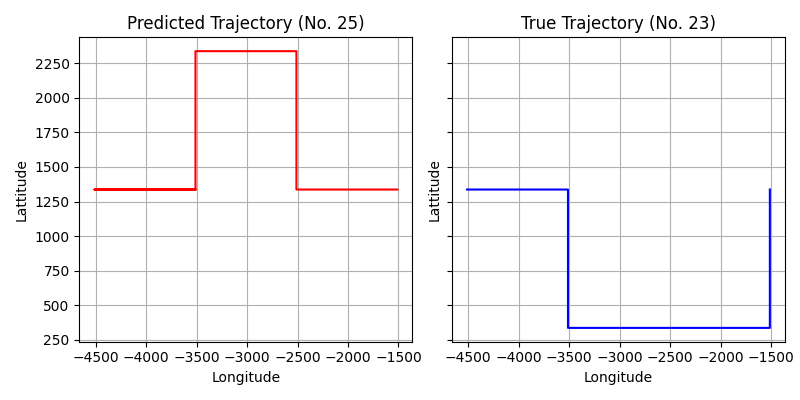 Predicted Trajectory (No. 25)
True Trajectory (No. 23)
2250
2000
1750
1500
1250
1000
750
500
250
Lattitude
Lattitude
−4500 −4000 −3500 −3000 −2500 −2000 −1500
−4500 −4000 −3500 −3000 −2500 −2000 −1500
Longitude
Longitude